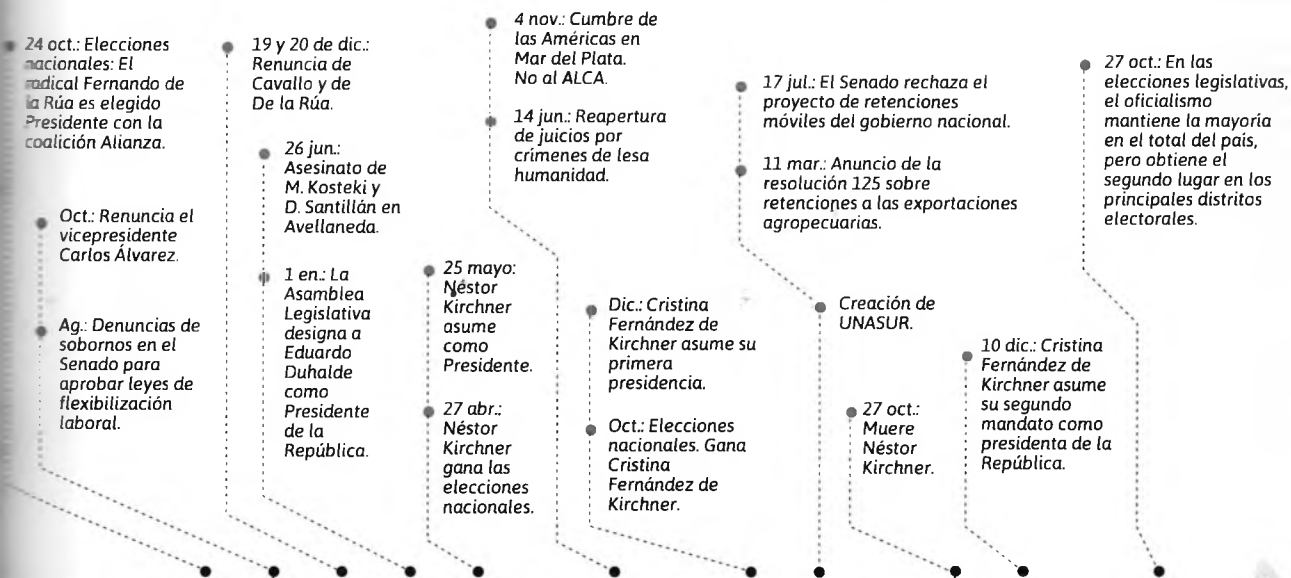 24 oct.: Elecciones
nacionales: El
radical Fernando de
la Rúa es elegido
Presidente con la
coalición Alianza.
Oct.: Renuncia el
vicepresidente
Carlos Álvarez.
Ag.: Denuncias de
sobornos en el
Senado para
aprobar leyes de
flexibilización
laboral.
19 y 20 de dic.:
Renuncia de
Cavallo y de
De la Rúa.
26 jun.:
Asesinato de
M. Kosteki y
D. Santillán en
Avellaneda.
1 en.: La
Asamblea
Legislativa
designa a
Eduardo
Duhalde
como
Presidente
de la
República.
25 mayo:
Néstor
Kirchner
asume
como
Presidente.
27 abr.:
Néstor
Kirchner
gana las
elecciones
nacionales.
4 nov.: Cumbre de
las Américas en
Mar del Plata.
No al ALCA.
14 jun.: Reapertura
de juicios por
crímenes de lesa
humanidad.
Dic.: Cristina
Fernández de
Kirchner asume su
primera
presidencia.
Oct.: Elecciones
nacionales. Gana
Cristina
Fernández de
Kirchner.
17 jul.: El Senado rechaza el
proyecto de retenciones
móviles del gobierno nacional.
11 mar.: Anuncio de la
resolución 125 sobre
retenciones a las exportaciones
agropecuarias.
Creación de
UNASUR.
27 oct.:
Muere
Néstor
Kirchner.
10 dic.: Cristina
Fernández de
Kirchner asume
su segundo
mandato como
presidenta de la
República.
27 oct.: En las
elecciones legislativas,
el oficialismo
mantiene la mayoría
en el total del país,
pero obtiene el
segundo lugar en los
principales distritos
electorales.